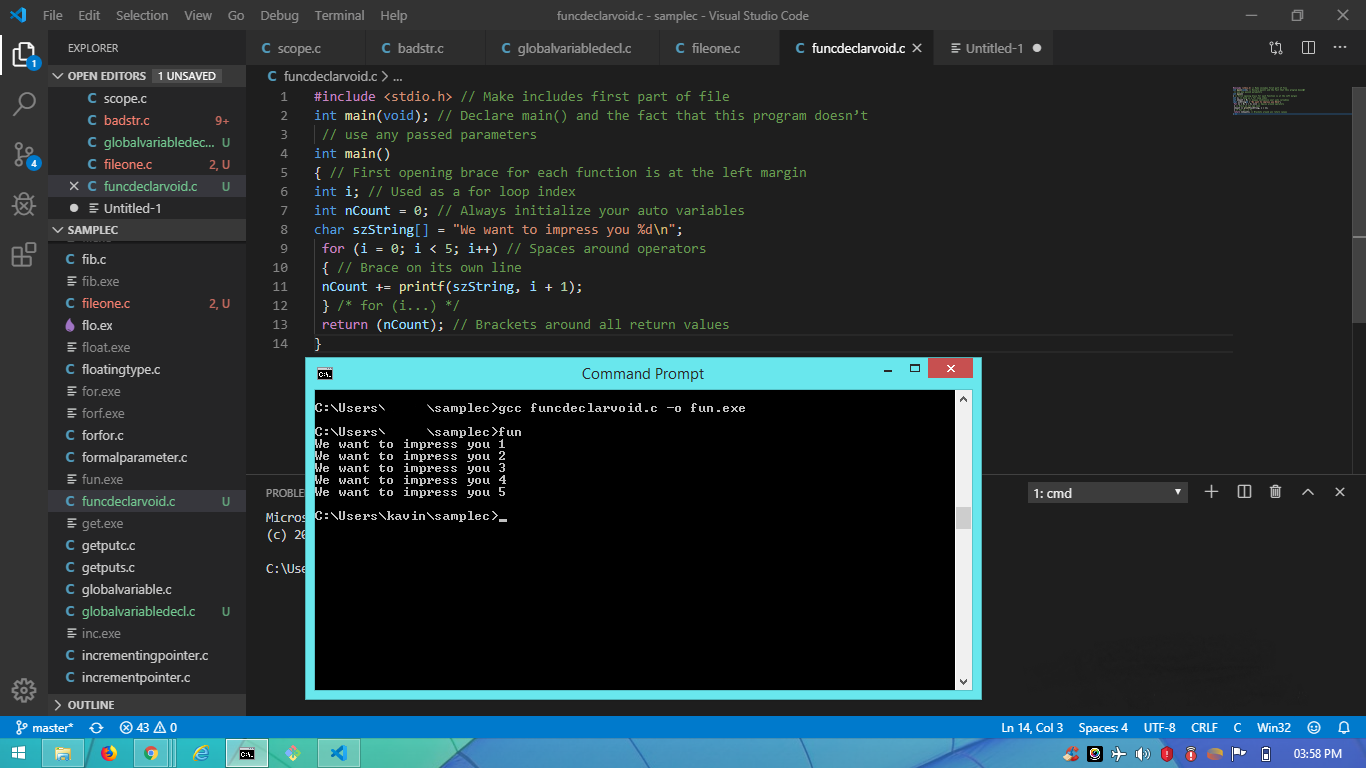 File Edit Selection View Go Debug Terminal Help funcdeclarvoid.c - samplec - Visual Studio Code
EXPLORER
OPEN EDITORS 1 UNSAVED
C scope.c
C badstr.c 9+
C globalvariabledec... U
C fileone.c 2, U
C funcdeclarvoid.c U
Untitled-1
SAMPLEC
C fib.c
fib.exe
C fileone.c 2, U
flo.ex
float.exe
C floatingtype.c
for.exe
forf.exe
C forfor.c
C formalparameter.c
fun.exe
C funcdeclarvoid.c U
get.exe
C getputc.c
C getputs.c
C globalvariable.c
C globalvariabledecl.c U
inc.exe
C incrementingpointer.c
C incrementpointer.c
OUTLINE
1
4
C scope.c C badstr.c C globalvariabledecl.c C fileone.c C funcdeclarvoid.c Untitled-1
C funcdeclarvoid.c > ...
1 #include <stdio.h> // Make includes first part of file
2 int main(void); // Declare main() and the fact that this program doesn’t
3 // use any passed parameters
4 int main()
5 { // First opening brace for each function is at the left margin
6 int i; // Used as a for loop index
7 int nCount = 0; // Always initialize your auto variables
8 char szString[] = "We want to impress you %d\n";
9 for (i = 0; i < 5; i++) // Spaces around operators
10 { // Brace on its own line
11 nCount += printf(szString, i + 1);
12 } /* for (i...) */
13 return (nCount); // Brackets around all return values
14 }
Command Prompt
C:\Users\ \samplec>gcc funcdeclarvoid.c -o fun.exe
C:\Users\ \samplec>fun
We want to impress you 1
We want to impress you 2
We want to impress you 3
We want to impress you 4
We want to impress you 5
C:\Users\kavin\samplec>_
1: cmd
(c)
master* 43 0 Ln 14, Col 3 Spaces: 4 UTF-8 CRLF C Win32
03:58 PM